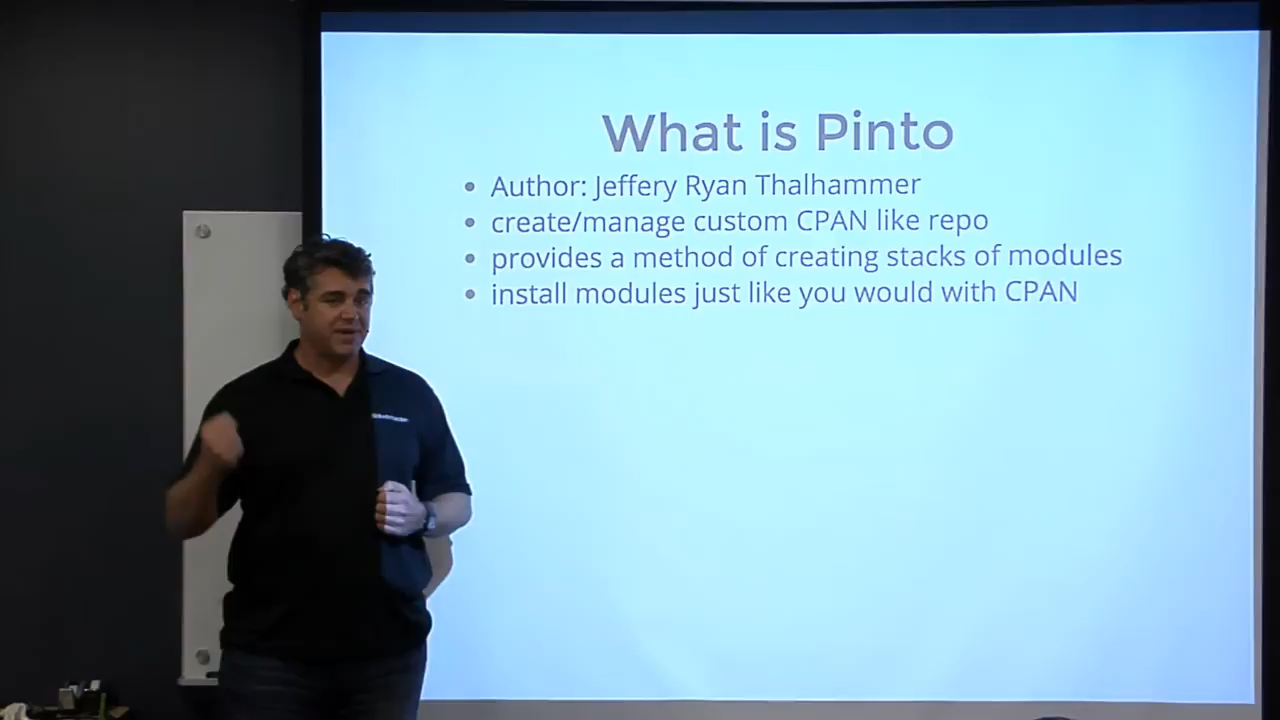 What is Pinto
Author: Jeffery Ryan Thalhammer
create/manage custom CPAN like repo
provides a method of creating stacks of modules
install modules just like you would with CPAN